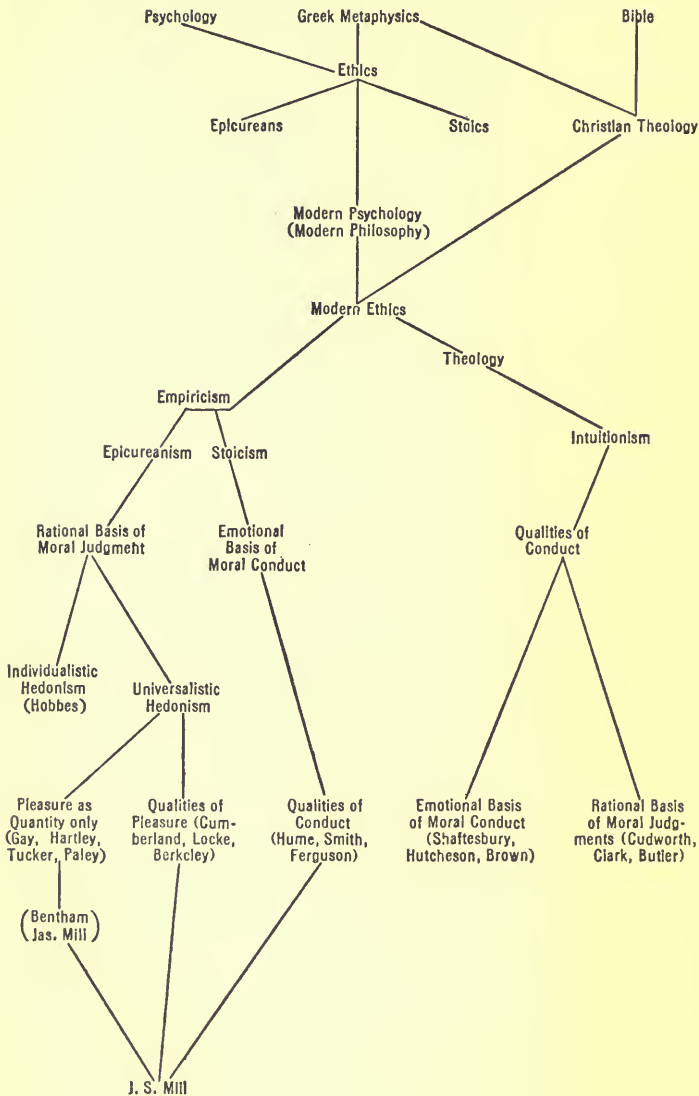 Psychology
Greek Metaphysics
Bible
Ethics
Epicureans
Stoics
Christian Theology
Modern Psychology
(Modern Philosophy)
Modern Ethics
Theology
Empiricism
Intuitionism
Epicureanism
Stoicism
Rational Basis of
Moral Judgment
Emotional
Basis of
Moral Conduct
Qualities of
Conduct
Individualistic
Hedonism
(Hobbes)
Universalistic
Hedonism
Pleasure as
Quantity only
(Gay, Hartley,
Tucker, Paley)
Qualities of
Pleasure (Cum-
berland, Locke,
Berkeley)
Qualities of
Conduct
(Hume, Smith,
Ferguson)
Emotional Basis
of Moral Conduct
(Shaftesbury,
Hutcheson, Brown)
Rational Basis
of Moral Judg-
ments (Cudworth,
Clark, Butler)
(Bentham
Jas. Mill)
J. S. Mill